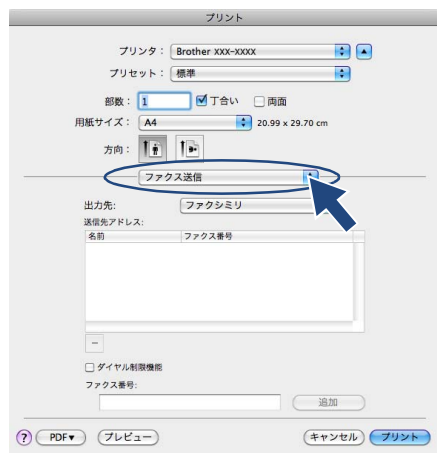 プリント
プリンタ： Brother XXX-XXXX
プリセット： 標準
部数： 1 丁合い 両面
用紙サイズ： A4 20.99 x 29.70 cm
方向：
ファクス送信
出力先： ファクシミリ
送信先アドレス：
名前 ファクス番号
−
ダイヤル制限機能
ファクス番号：
追加
? PDF▼ プレビュー キャンセル プリント